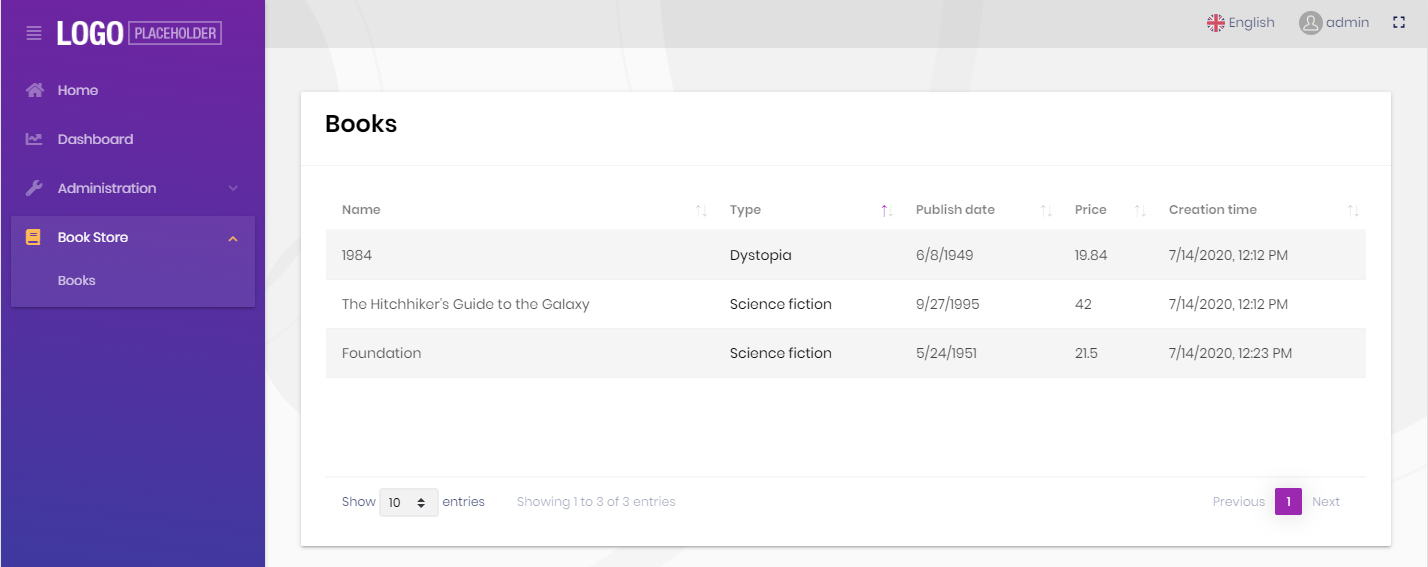 LOGO PLACEHOLDER
English admin
Home
Dashboard
Administration
Book Store
Books
Books
Name Type Publish date Price Creation time
1984 Dystopia 6/8/1949 19.84 7/14/2020, 12:12 PM
The Hitchhiker's Guide to the Galaxy Science fiction 9/27/1995 42 7/14/2020, 12:12 PM
Foundation Science fiction 5/24/1951 21.5 7/14/2020, 12:23 PM
Show 10 entries Showing 1 to 3 of 3 entries Previous 1 Next